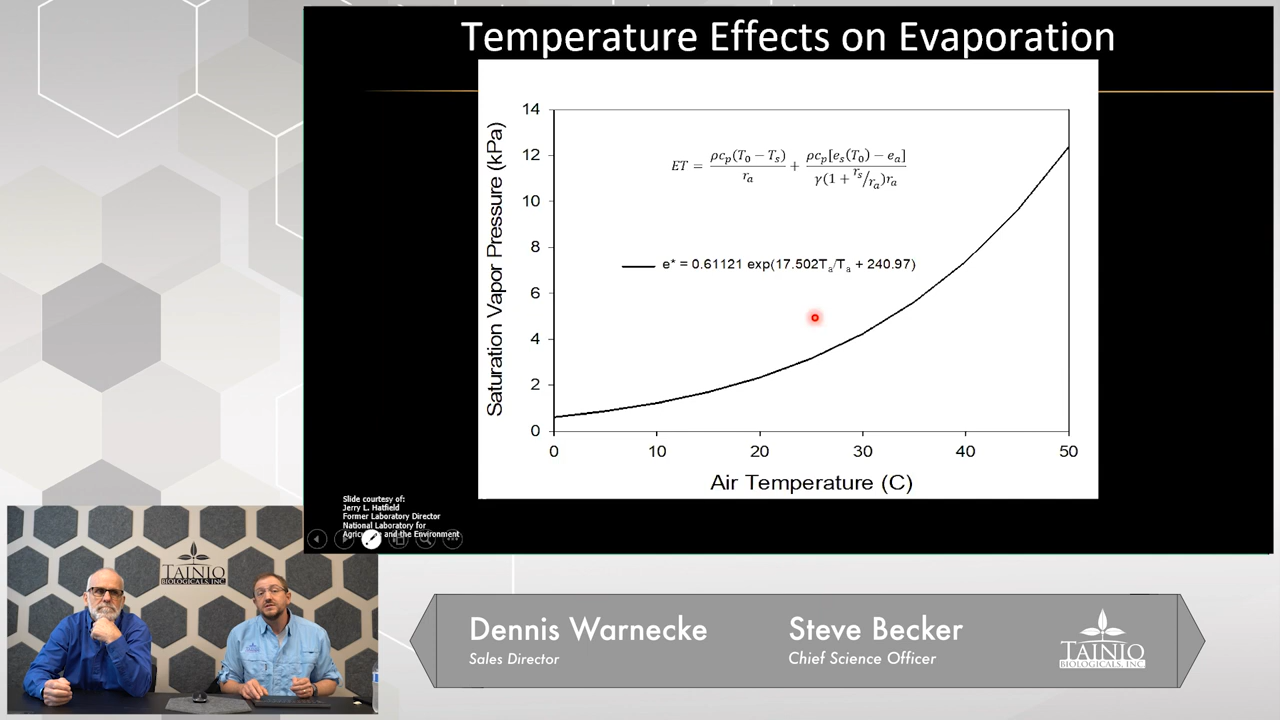 Temperature Effects on Evaporation
14
12
10
8
6
4
2
0
Saturation Vapor Pressure (kPa)
ET = ρcₚ(T₀ − Tₛ)/rₐ + ρcₚ[eₛ(T₀) − eₐ]/γ(1 + rₛ/rₐ)rₐ
e* = 0.61121 exp(17.502Tₐ/Tₐ + 240.97)
0 10 20 30 40 50
Air Temperature (C)
Slide courtesy of:
Jerry L. Hatfield
Former Laboratory Director
National Laboratory for
and the Environment
TAINIO
BIOLOGICALS, INC
Dennis Warnecke
Sales Director
Steve Becker
Chief Science Officer
TAINIO
BIOLOGICALS, INC